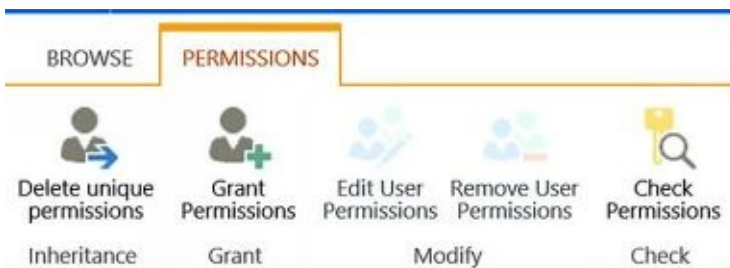 BROWSE PERMISSIONS
Delete unique Grant Edit User Remove User Check
permissions Permissions Permissions Permissions Permissions
Inheritance Grant Modify Check